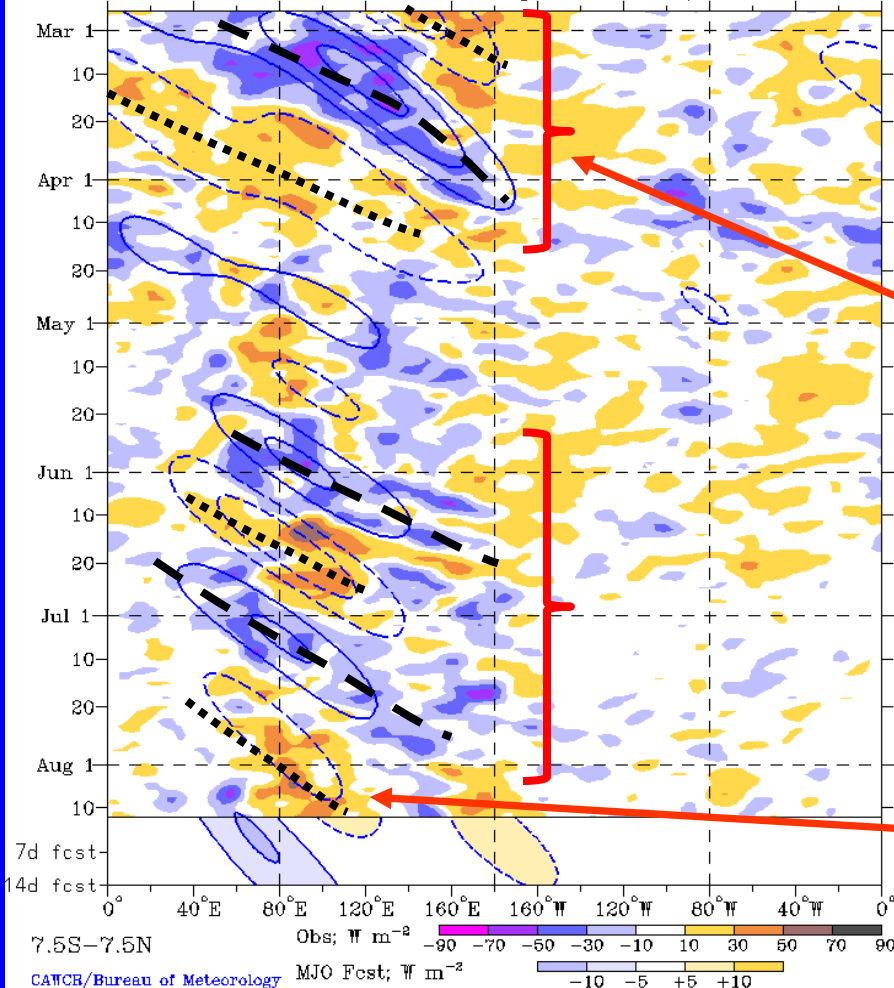 Mar 1
10
20
Apr 1
10
20
May 1
10
20
Jun 1
10
20
Jul 1
10
20
Aug 1
10
7d fcst
14d fcst
0° 40°E 80°E 120°E 160°E 160°W 120°W 80°W 40°W 0°
7.5S-7.5N
Obs; W m⁻²
-90 -70 -50 -30 -10 10 30 50 70 90
CAWCR/Bureau of Meteorology
MJO Fcst; W m⁻²
-10 -5 +5 +10